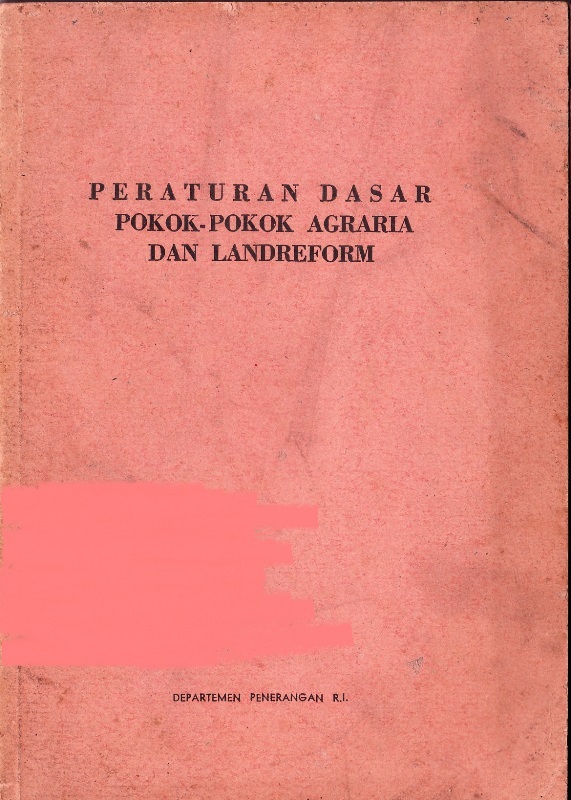 PERATURAN DASAR
POKOK-POKOK AGRARIA
DAN LANDREFORM
DEPARTEMEN PENERANGAN R.I.